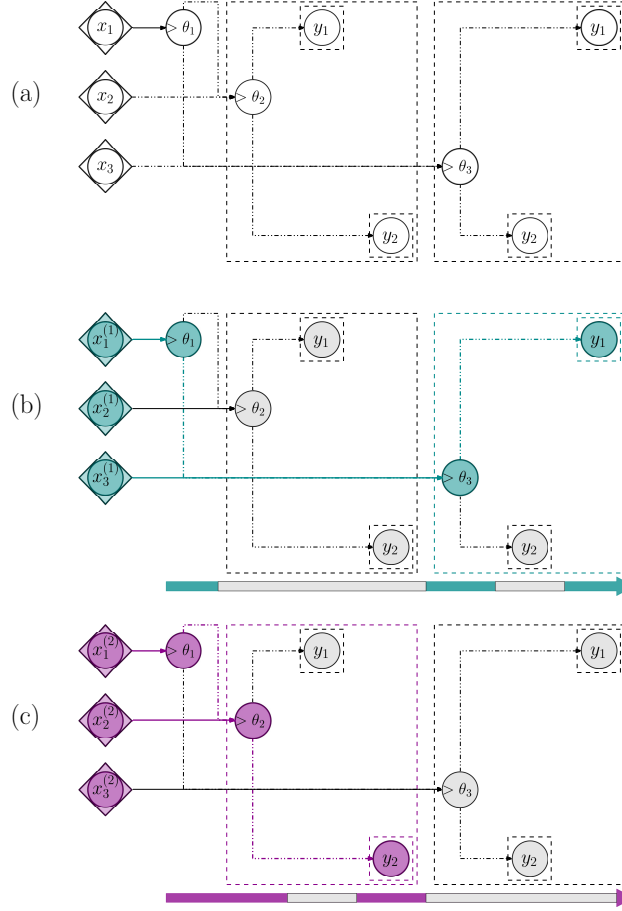 x₁ > θ₁ y₁ y₁
(a) x₂ > θ₂
x₃ > θ₃
y₂ y₂
x₁⁽¹⁾ > θ₁ y₁ y₁
(b) x₂⁽¹⁾ > θ₂
x₃⁽¹⁾ > θ₃
y₂ y₂
x₁⁽²⁾ > θ₁ y₁ y₁
(c) x₂⁽²⁾ > θ₂
x₃⁽²⁾ > θ₃
y₂ y₂